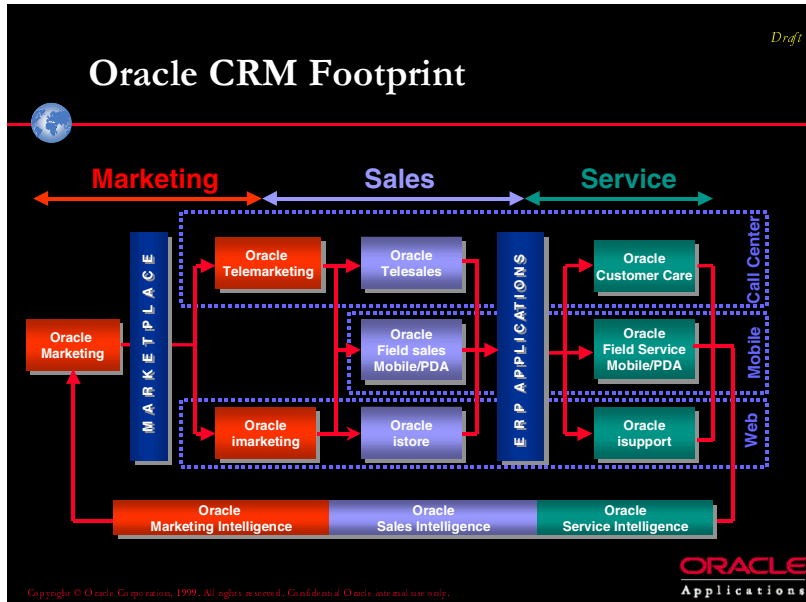 Draft
Oracle CRM Footprint
Marketing
Sales
Service
Call Center
Mobile
Web
Oracle
Marketing
MARKETPLACE
Oracle
Telemarketing
Oracle
imarketing
Oracle
Telesales
Oracle
Field sales
Mobile/PDA
Oracle
istore
ERP APPLICATIONS
Oracle
Customer Care
Oracle
Field Service
Mobile/PDA
Oracle
isupport
Oracle
Marketing Intelligence
Oracle
Sales Intelligence
Oracle
Service Intelligence
ORACLE
Applications
Copyright © Oracle Corporation, 1999. All rights reserved. Confidential Oracle internal use only.